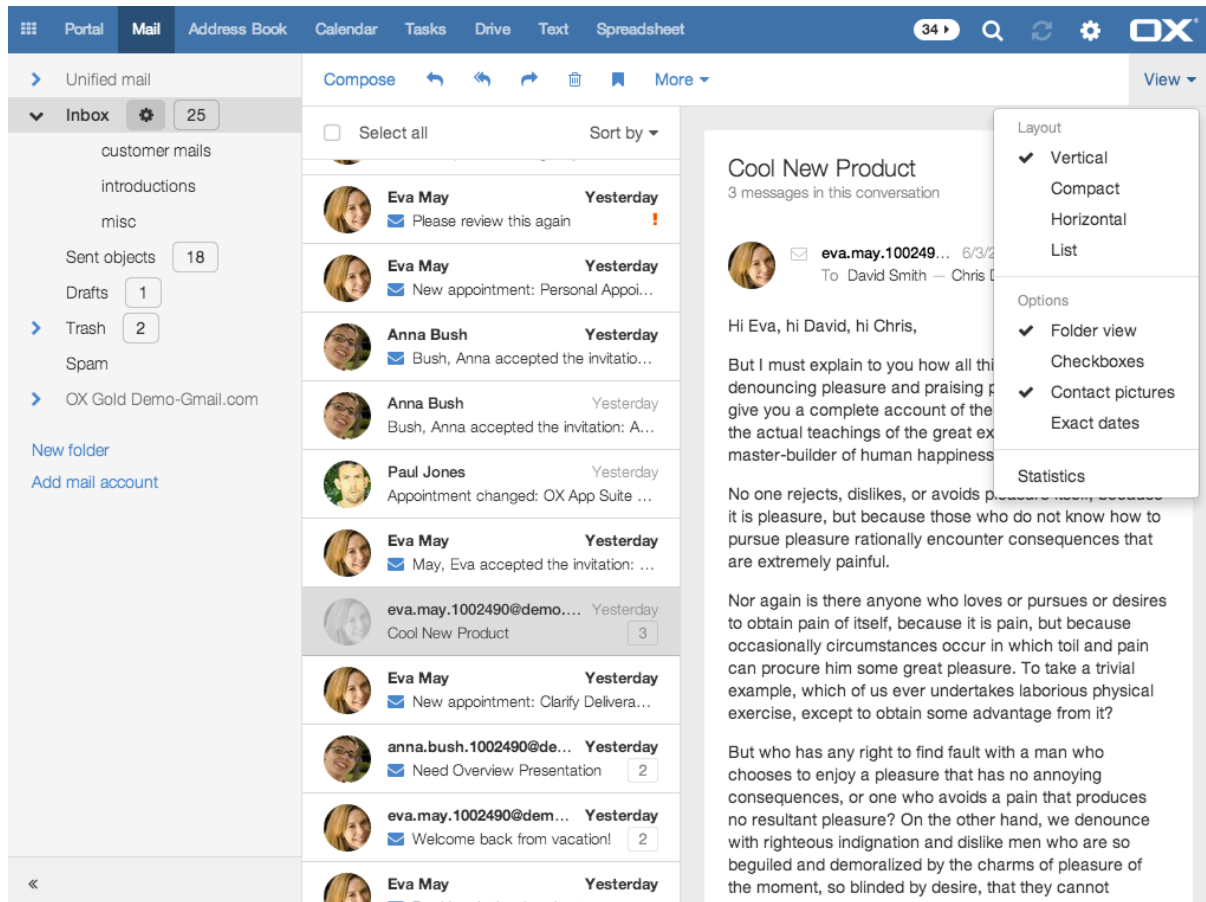 Portal Mail Address Book Calendar Tasks Drive Text Spreadsheet 34 OX
Unified mail
Inbox 25
customer mails
introductions
misc
Sent objects 18
Drafts 1
Trash 2
Spam
OX Gold Demo-Gmail.com
New folder
Add mail account
«
Compose More View
Select all Sort by
Eva May Yesterday
Please review this again !
Eva May Yesterday
New appointment: Personal Appoi...
Anna Bush Yesterday
Bush, Anna accepted the invitatio...
Anna Bush Yesterday
Bush, Anna accepted the invitation: A...
Paul Jones Yesterday
Appointment changed: OX App Suite ...
Eva May Yesterday
May, Eva accepted the invitation: ...
eva.may.1002490@demo.... Yesterday
Cool New Product 3
Eva May Yesterday
New appointment: Clarify Delivera...
anna.bush.1002490@de... Yesterday
Need Overview Presentation 2
eva.may.1002490@dem... Yesterday
Welcome back from vacation! 2
Eva May Yesterday
Cool New Product
3 messages in this conversation
eva.may.100249... 6/3/2
To David Smith — Chris
Hi Eva, hi David, hi Chris,
But I must explain to you how all thi
denouncing pleasure and praising p
give you a complete account of the
the actual teachings of the great ex
master-builder of human happiness
No one rejects, dislikes, or avoids pleasure itself, because
it is pleasure, but because those who do not know how to
pursue pleasure rationally encounter consequences that
are extremely painful.
Nor again is there anyone who loves or pursues or desires
to obtain pain of itself, because it is pain, but because
occasionally circumstances occur in which toil and pain
can procure him some great pleasure. To take a trivial
example, which of us ever undertakes laborious physical
exercise, except to obtain some advantage from it?
But who has any right to find fault with a man who
chooses to enjoy a pleasure that has no annoying
consequences, or one who avoids a pain that produces
no resultant pleasure? On the other hand, we denounce
with righteous indignation and dislike men who are so
beguiled and demoralized by the charms of pleasure of
the moment, so blinded by desire, that they cannot
Layout
Vertical
Compact
Horizontal
List
Options
Folder view
Checkboxes
Contact pictures
Exact dates
Statistics